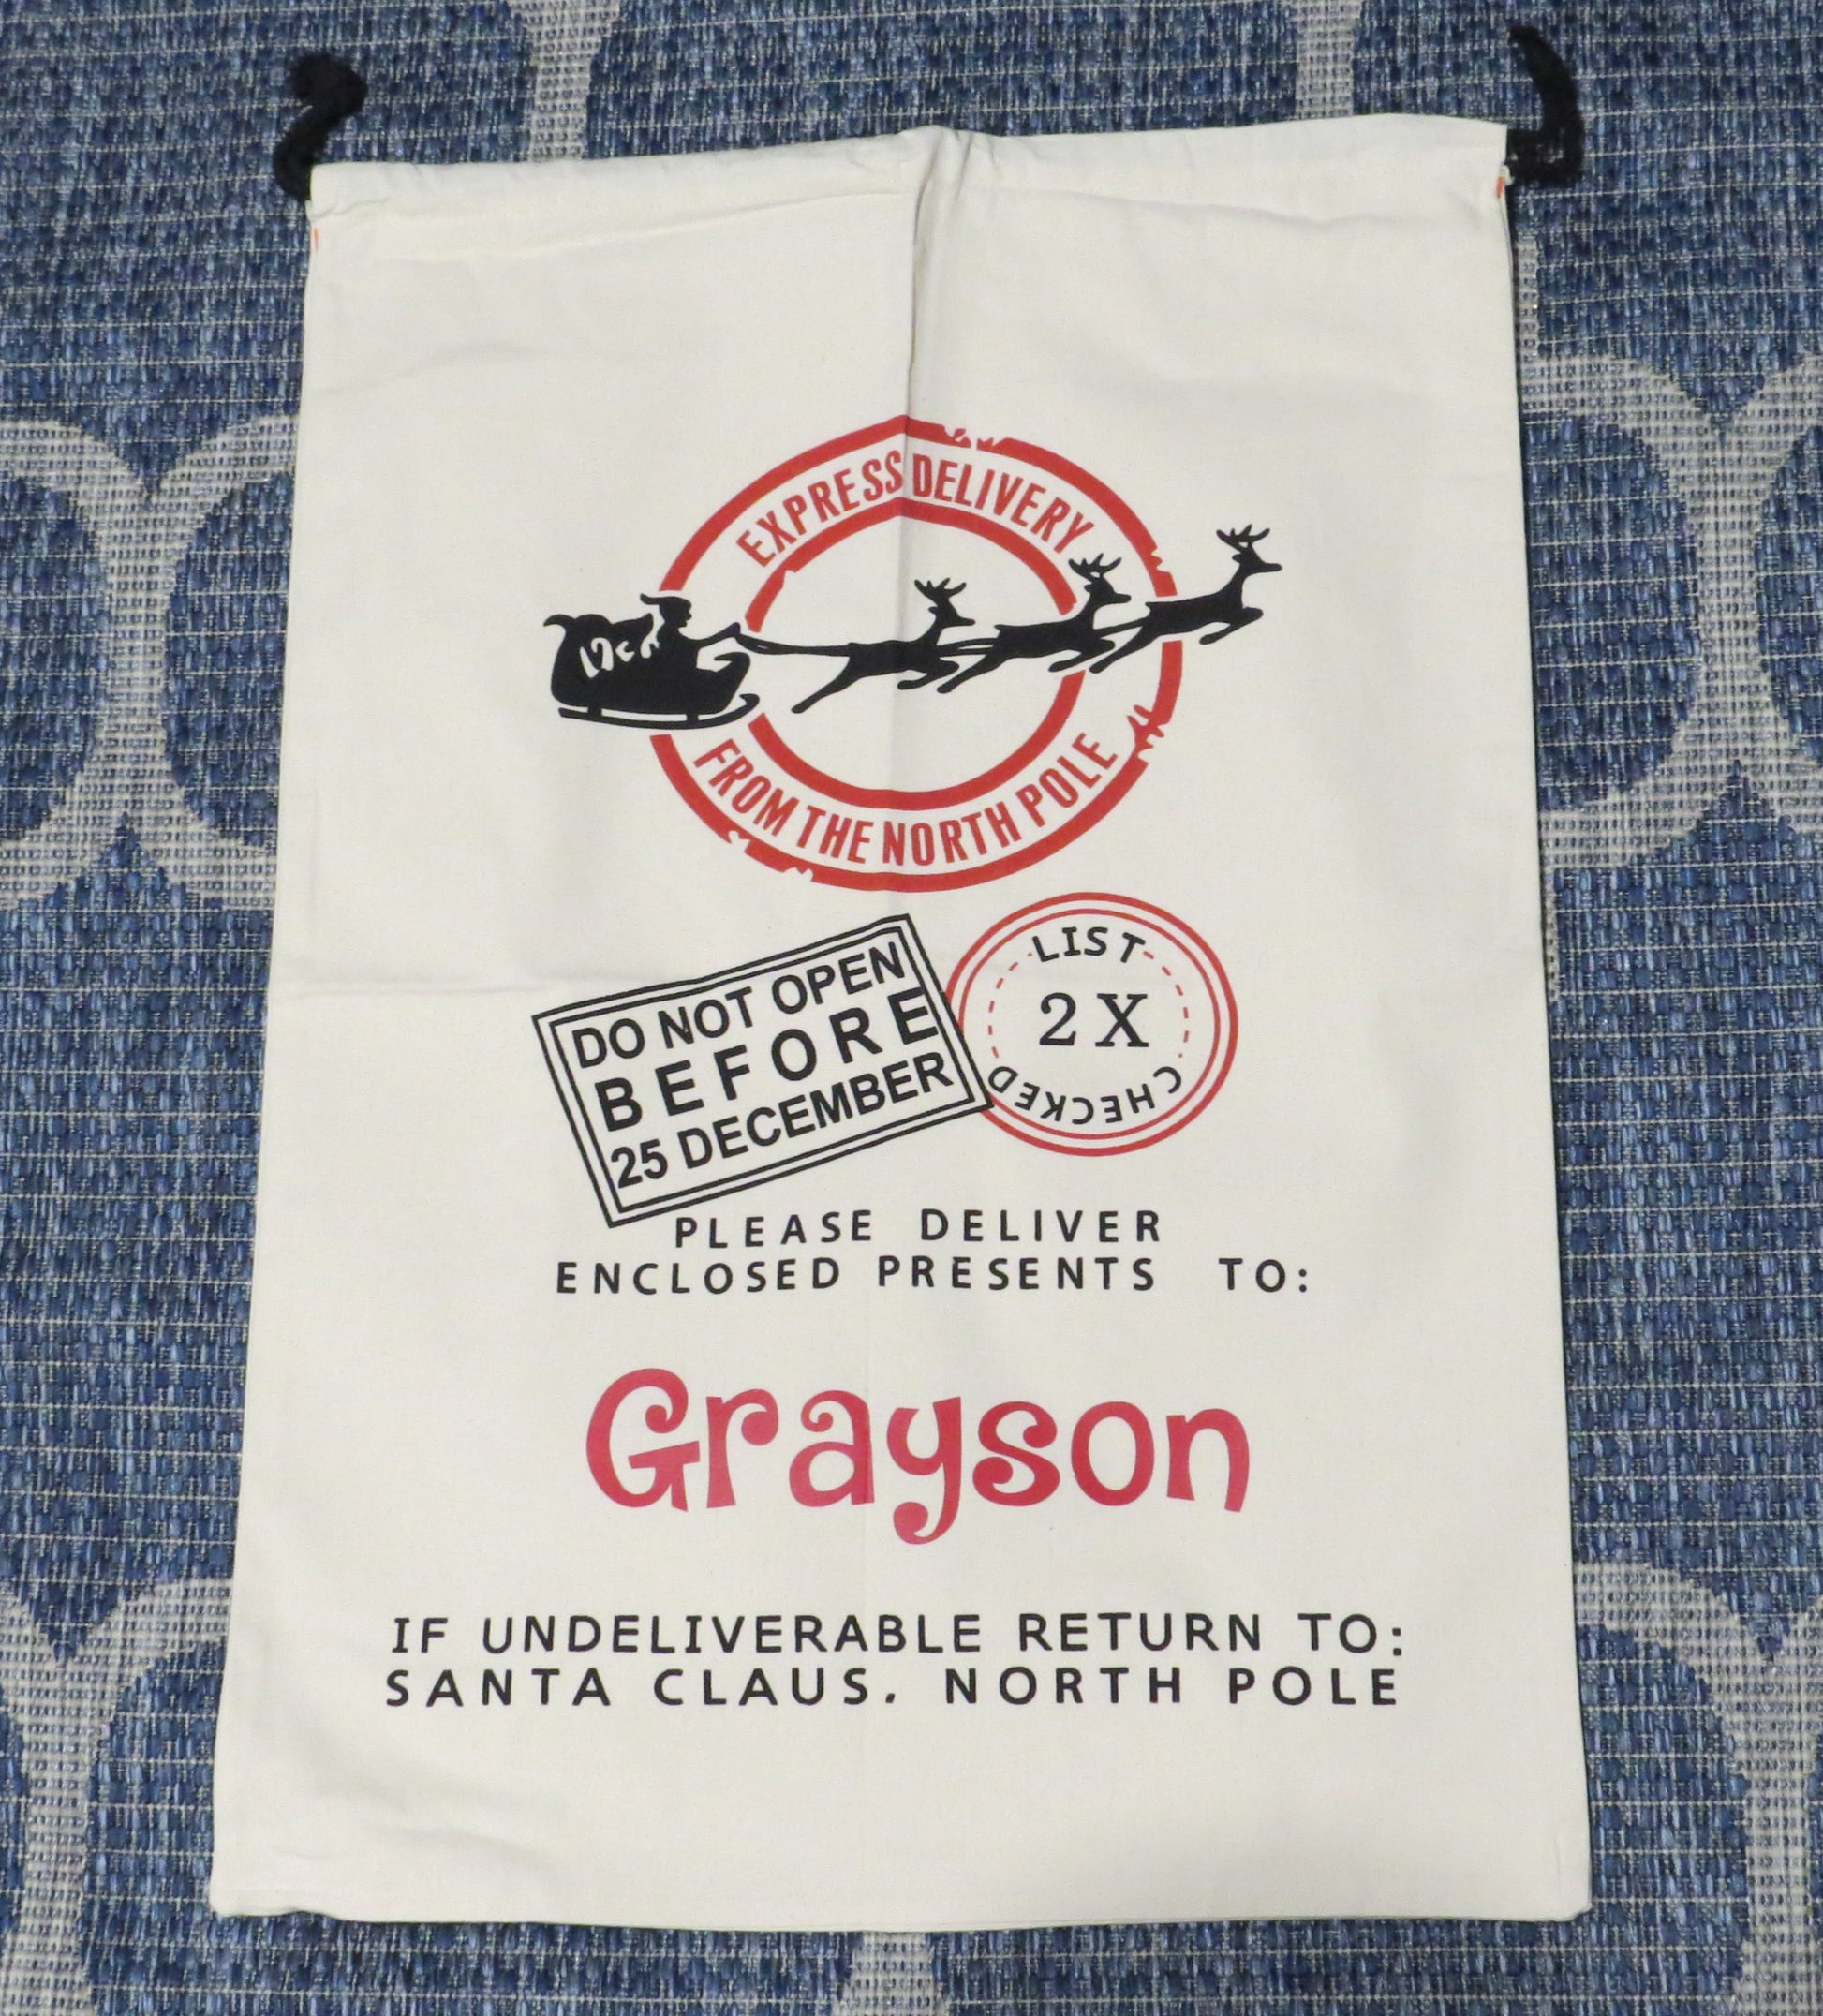 EXPRESS DELIVERY
FROM THE NORTH POLE
DO NOT OPEN
BEFORE
25 DECEMBER
LIST
2X
CHECKED
PLEASE DELIVER
ENCLOSED PRESENTS TO:
Grayson
IF UNDELIVERABLE RETURN TO:
SANTA CLAUS. NORTH POLE